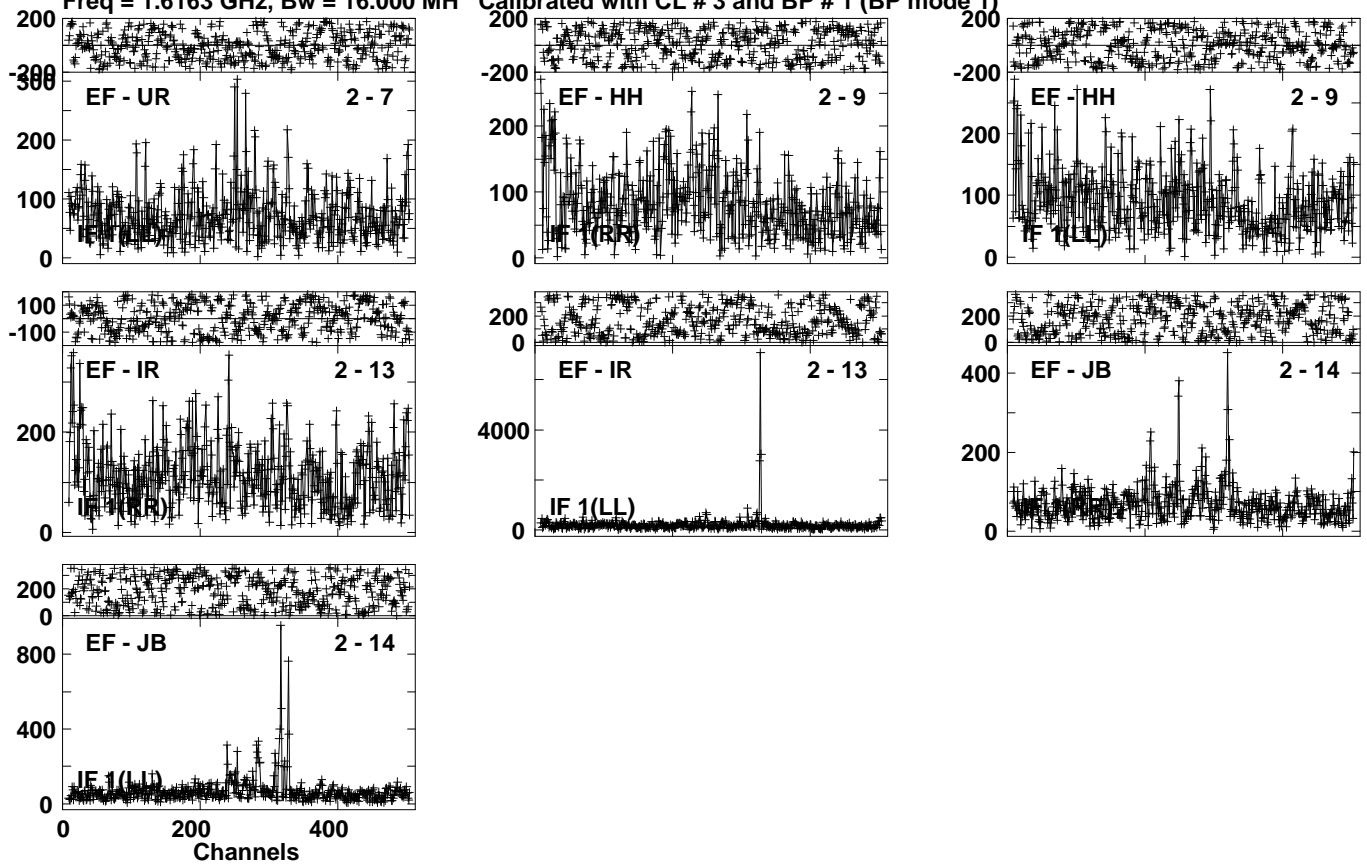 Freq = 1.6163 GHz, Bw = 16.000 MH Calibrated with CL # 3 and BP # 1 (BP mode 1)
200
-200
300
200
100
0
EF - UR 2 - 7
IF 1(LL)
200
-200
200
100
0
EF - HH 2 - 9
IF 1(RR)
200
-200
200
100
0
EF - HH 2 - 9
IF 1(LL)
100
-100
200
0
EF - IR 2 - 13
IF 1(RR)
200
0
4000
0
EF - IR 2 - 13
IF 1(LL)
200
0
400
200
0
EF - JB 2 - 14
200
0
800
400
0
EF - JB 2 - 14
IF 1(LL)
0 200 400
Channels